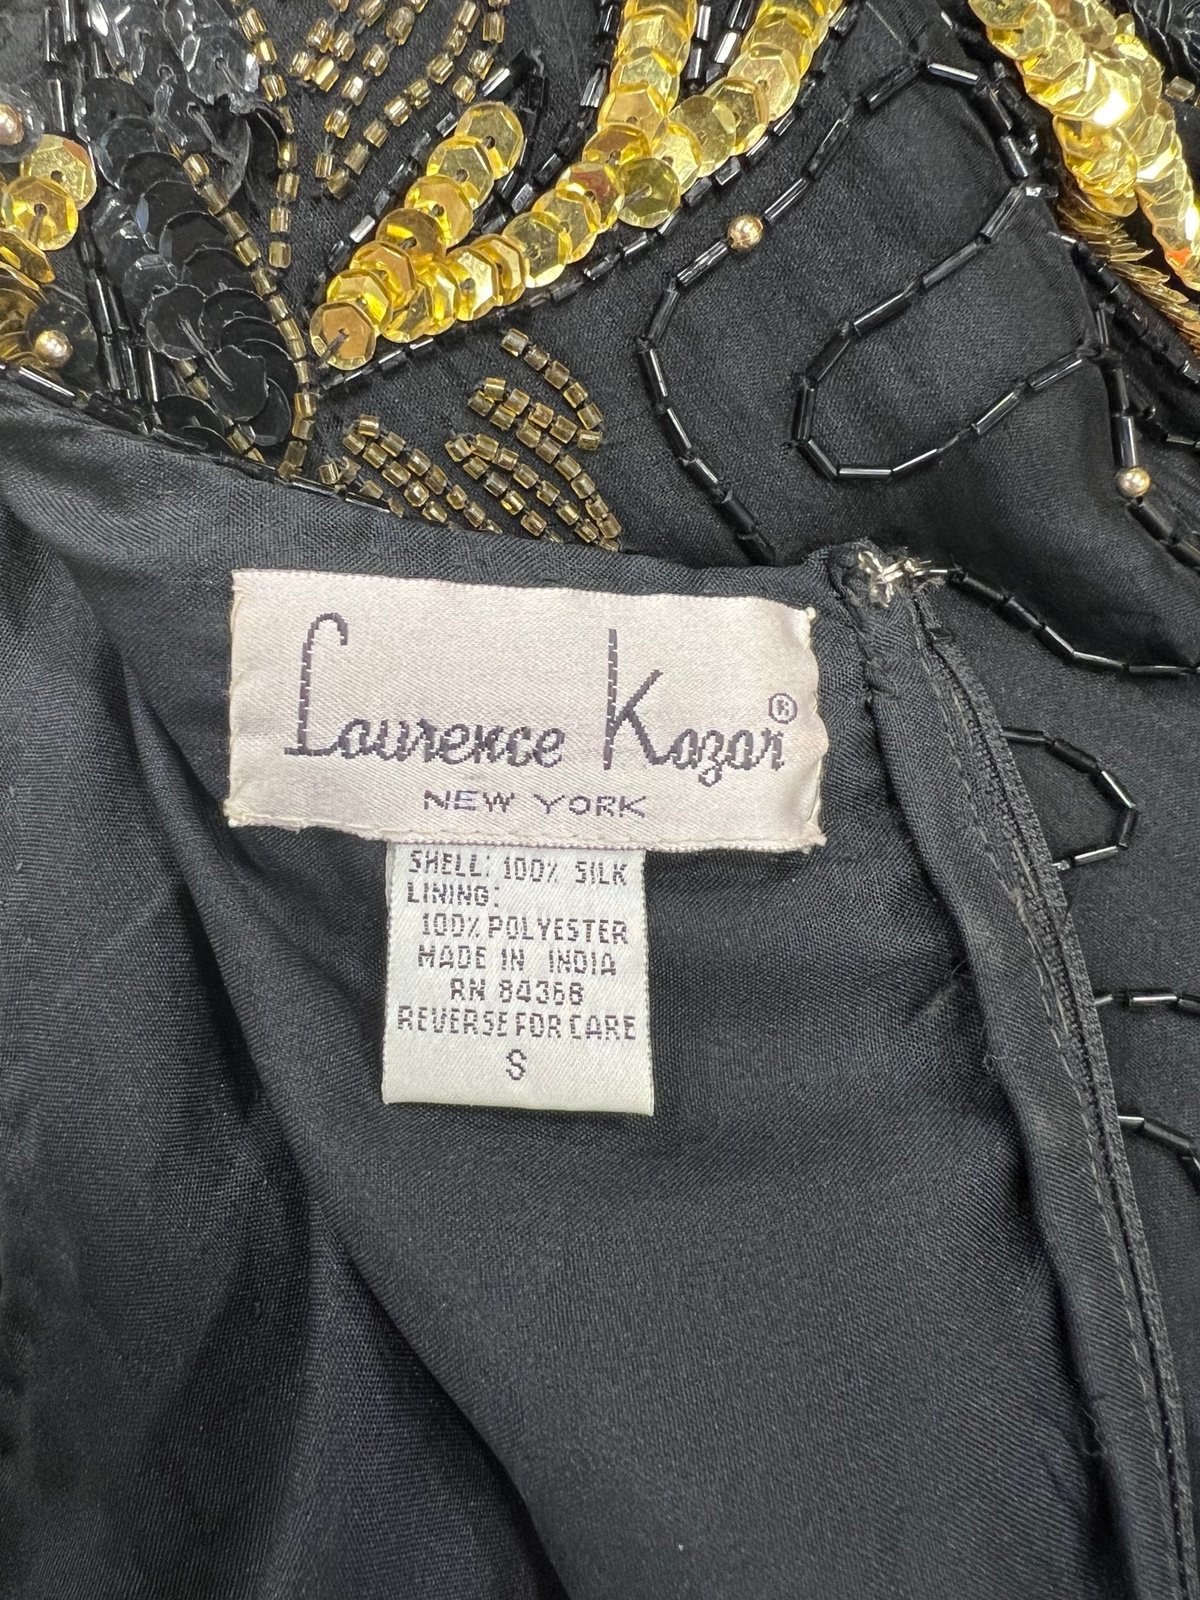 Laurence Kazar®
NEW YORK
SHELL: 100% SILK
LINING:
100% POLYESTER
MADE IN INDIA
RN 84368
REVERSE FOR CARE
S